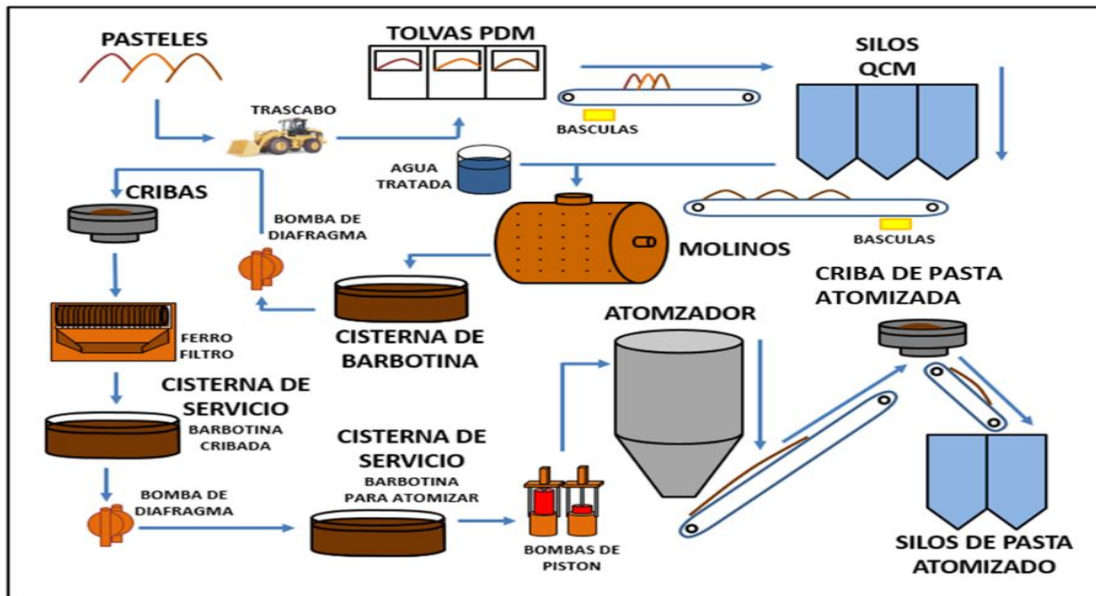 PASTELES
TRASCABO
TOLVAS PDM
BASCULAS
SILOS
QCM
BASCULAS
AGUA
TRATADA
MOLINOS
CISTERNA DE
BARBOTINA
BOMBA DE
DIAFRAGMA
CRIBAS
FERRO
FILTRO
CISTERNA DE
SERVICIO
BARBOTINA
CRIBADA
BOMBA DE
DIAFRAGMA
CISTERNA DE
SERVICIO
BARBOTINA
PARA ATOMIZAR
BOMBAS DE
PISTON
ATOMZADOR
CRIBA DE PASTA
ATOMIZADA
SILOS DE PASTA
ATOMIZADO